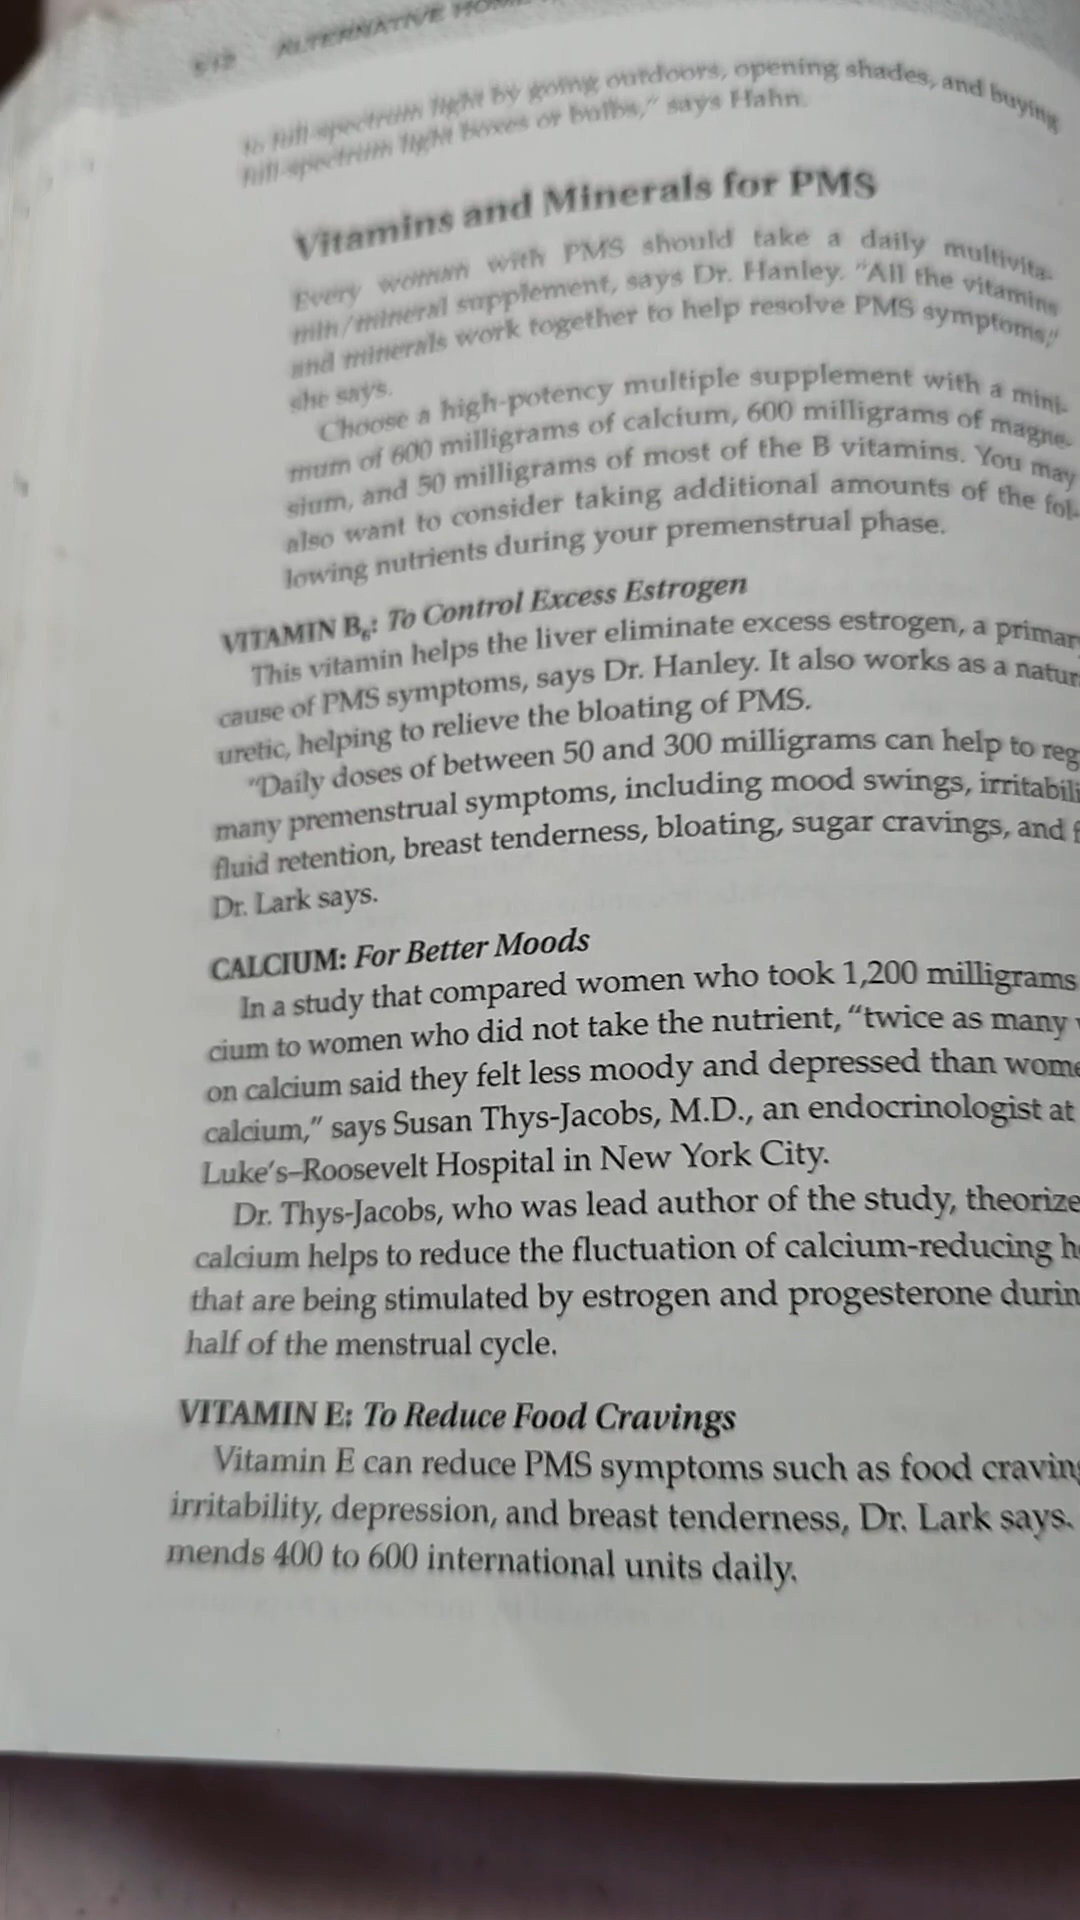 512 ALTERNATIVE
to full-spectrum light by going outdoors, opening shades, and buying
full-spectrum light boxes or bulbs," says Hahn.
Vitamins and Minerals for PMS
Every woman with PMS should take a daily multivita-
min/mineral supplement, says Dr. Hanley. "All the vitamins
and minerals work together to help resolve PMS symptoms,"
she says.
Choose a high-potency multiple supplement with a mini-
mum of 600 milligrams of calcium, 600 milligrams of magne-
sium, and 50 milligrams of most of the B vitamins. You may
also want to consider taking additional amounts of the fol-
lowing nutrients during your premenstrual phase.
VITAMIN B₆: To Control Excess Estrogen
This vitamin helps the liver eliminate excess estrogen, a primar
cause of PMS symptoms, says Dr. Hanley. It also works as a natur
uretic, helping to relieve the bloating of PMS.
"Daily doses of between 50 and 300 milligrams can help to reg
many premenstrual symptoms, including mood swings, irritabili
fluid retention, breast tenderness, bloating, sugar cravings, and f
Dr. Lark says.
CALCIUM: For Better Moods
In a study that compared women who took 1,200 milligrams
cium to women who did not take the nutrient, "twice as many
on calcium said they felt less moody and depressed than wome
calcium," says Susan Thys-Jacobs, M.D., an endocrinologist at
Luke's–Roosevelt Hospital in New York City.
Dr. Thys-Jacobs, who was lead author of the study, theorize
calcium helps to reduce the fluctuation of calcium-reducing h
that are being stimulated by estrogen and progesterone durin
half of the menstrual cycle.
VITAMIN E: To Reduce Food Cravings
Vitamin E can reduce PMS symptoms such as food craving
irritability, depression, and breast tenderness, Dr. Lark says.
mends 400 to 600 international units daily.